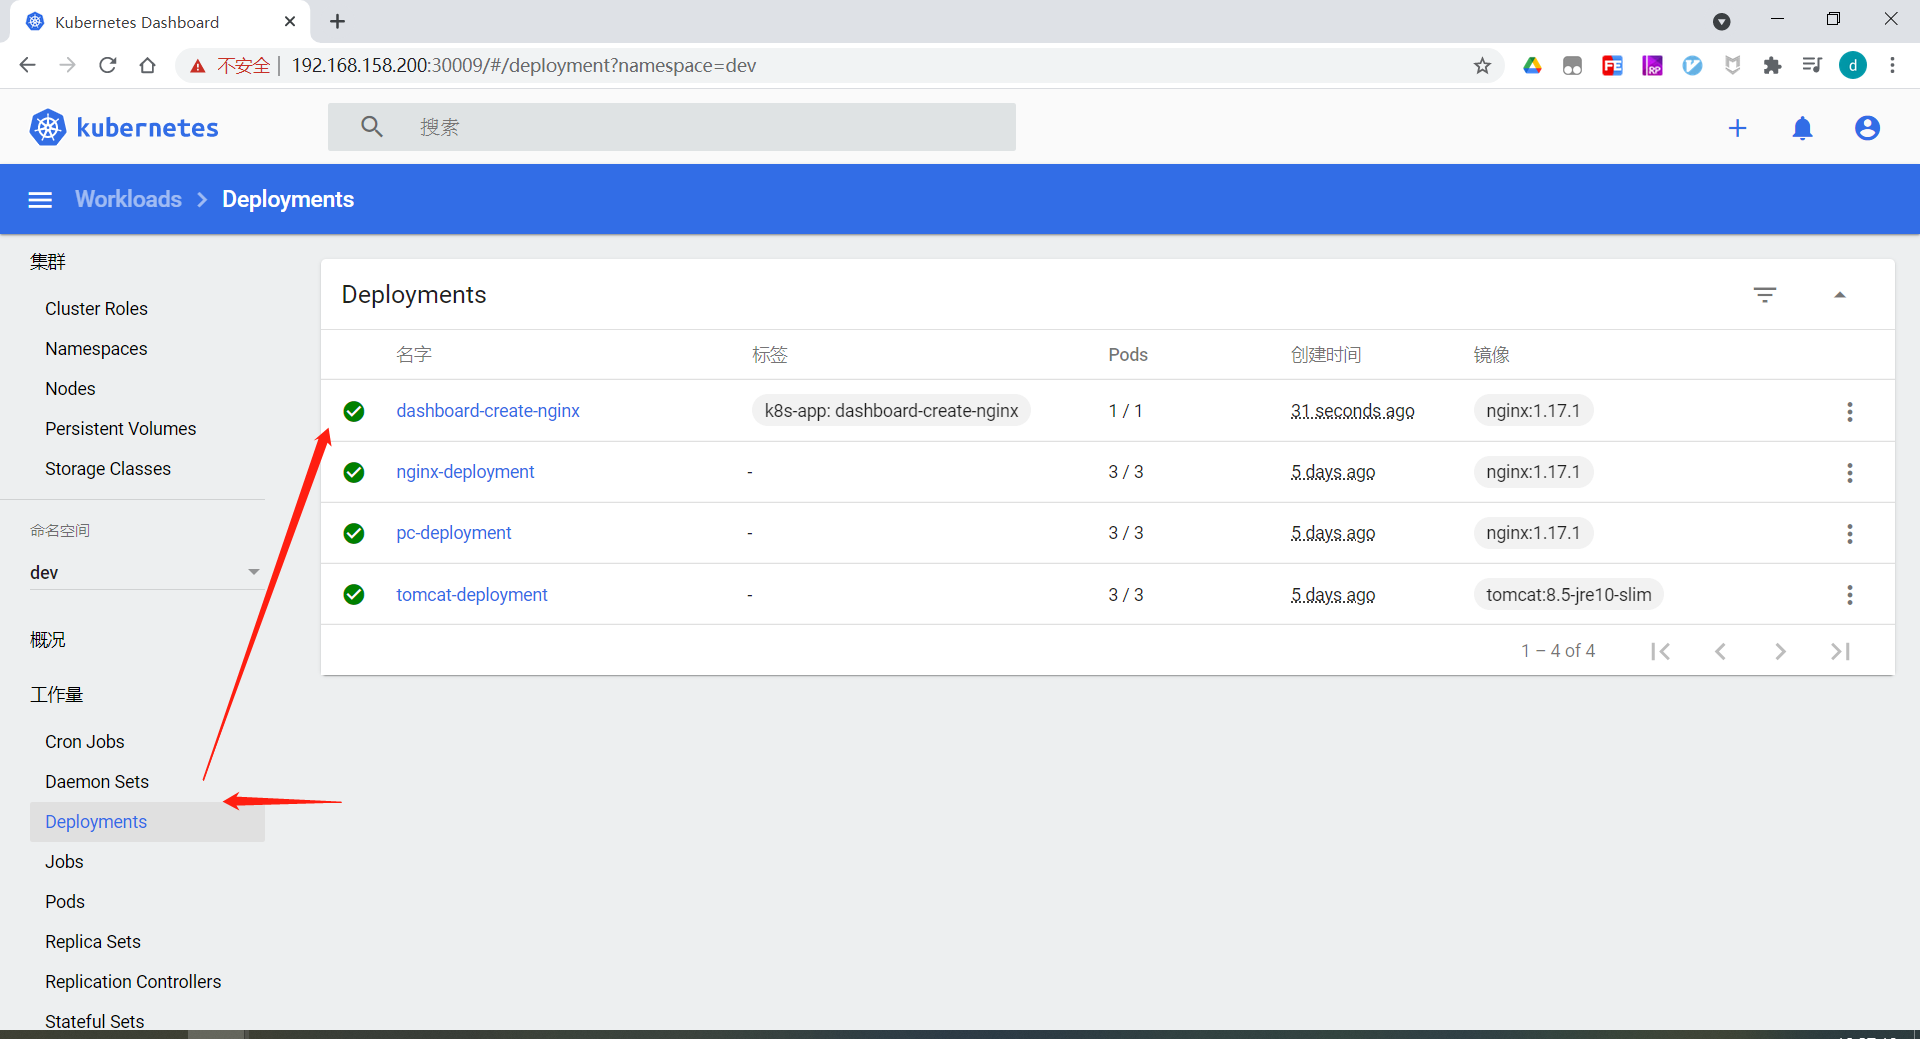 Kubernetes Dashboard
不安全 192.168.158.200:30009/#/deployment?namespace=dev
FE RP d
kubernetes
搜索
Workloads > Deployments
集群
Cluster Roles
Namespaces
Nodes
Persistent Volumes
Storage Classes
命名空间
dev
概况
工作量
Cron Jobs
Daemon Sets
Deployments
Jobs
Pods
Replica Sets
Replication Controllers
Stateful Sets
Deployments
名字 标签 Pods 创建时间 镜像
dashboard-create-nginx k8s-app: dashboard-create-nginx 1 / 1 31 seconds ago nginx:1.17.1
nginx-deployment - 3 / 3 5 days ago nginx:1.17.1
pc-deployment - 3 / 3 5 days ago nginx:1.17.1
tomcat-deployment - 3 / 3 5 days ago tomcat:8.5-jre10-slim
1 – 4 of 4